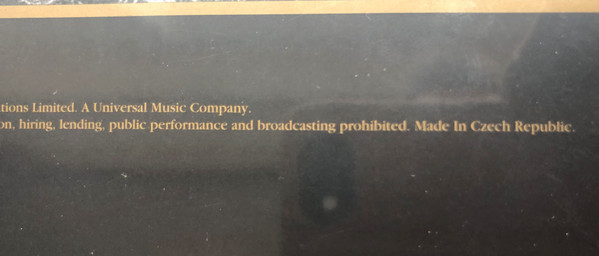 tions Limited. A Universal Music Company.
on, hiring, lending, public performance and broadcasting prohibited. Made In Czech Republic.